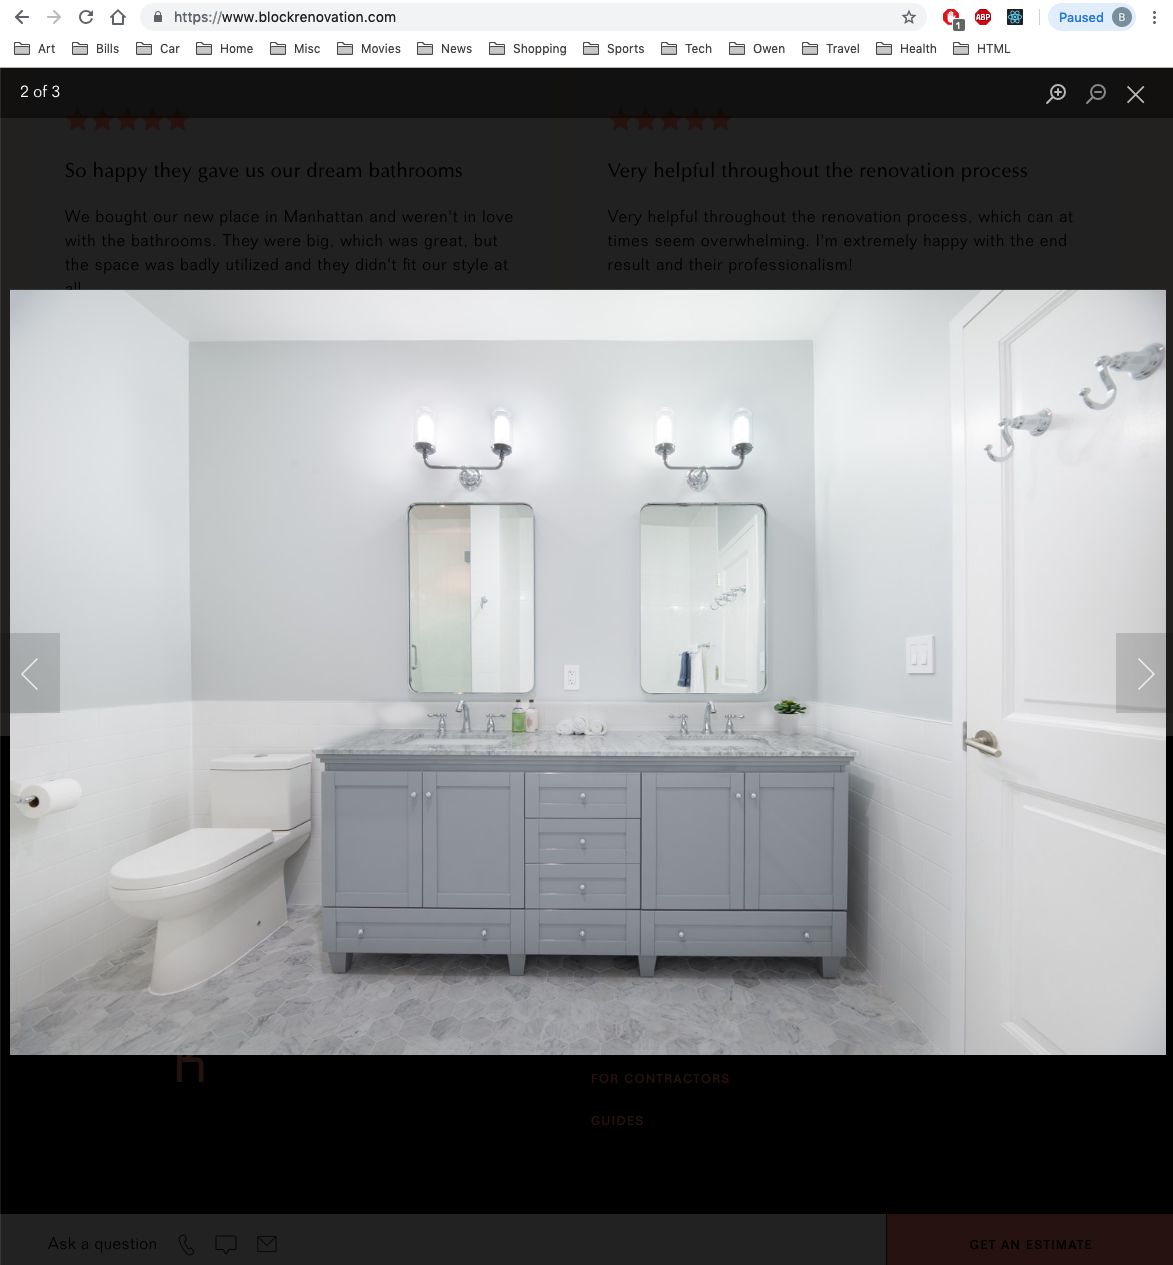 https://www.blockrenovation.com
1
ABP
Paused
B
Art
Bills
Car
Home
Misc
Movies
News
Shopping
Sports
Tech
Owen
Travel
Health
HTML
2 of 3
So happy they gave us our dream bathrooms
We bought our new place in Manhattan and weren't in love
with the bathrooms. They were big, which was great, but
the space was badly utilized and they didn't fit our style at
all
Very helpful throughout the renovation process
Very helpful throughout the renovation process, which can at
times seem overwhelming. I'm extremely happy with the end
result and their professionalism!
n
FOR CONTRACTORS
GUIDES
Ask a question
GET AN ESTIMATE